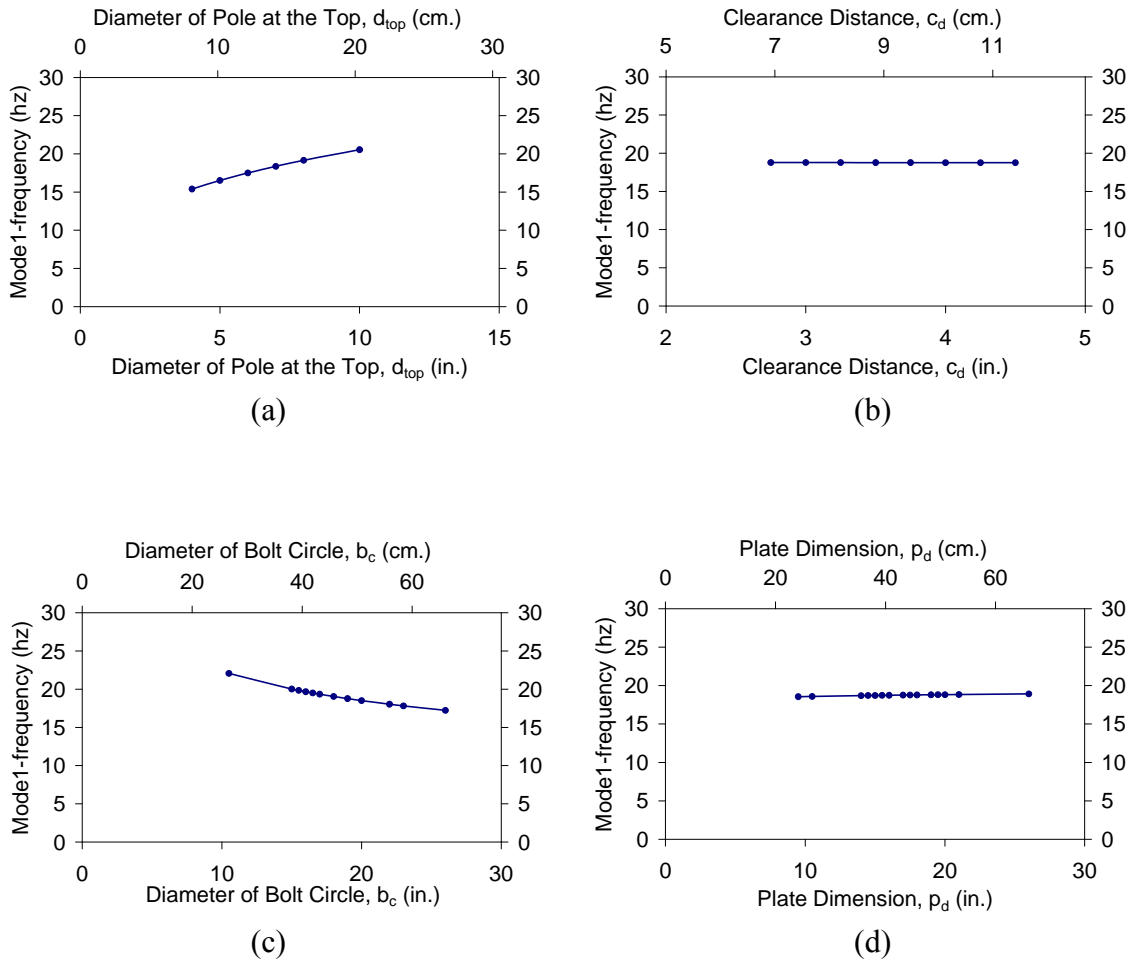 Diameter of Pole at the Top, d_top (cm.)
0 10 20 30
30 25 20 15 10 5 0
Mode1-frequency (hz)
30 25 20 15 10 5 0
0 5 10 15
Diameter of Pole at the Top, d_top (in.)
(a)
Clearance Distance, c_d (cm.)
5 7 9 11
30 25 20 15 10 5 0
Mode1-frequency (hz)
30 25 20 15 10 5 0
2 3 4 5
Clearance Distance, c_d (in.)
(b)
Diameter of Bolt Circle, b_c (cm.)
0 20 40 60
30 25 20 15 10 5 0
Mode1-frequency (hz)
30 25 20 15 10 5 0
0 10 20 30
Diameter of Bolt Circle, b_c (in.)
(c)
Plate Dimension, p_d (cm.)
0 20 40 60
30 25 20 15 10 5 0
Mode1-frequency (hz)
30 25 20 15 10 5 0
0 10 20 30
Plate Dimension, p_d (in.)
(d)